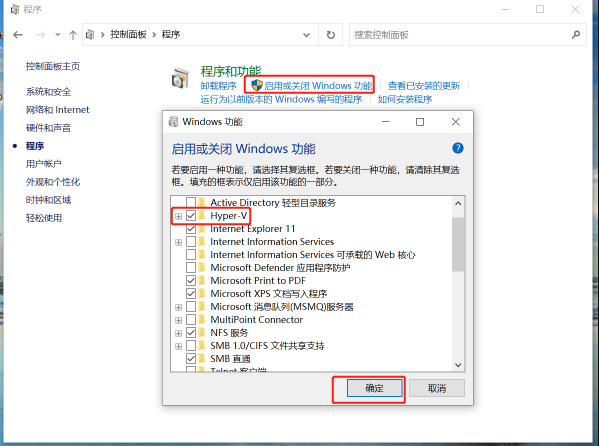 程序
控制面板 › 程序
搜索控制面板
控制面板主页
系统和安全
网络和 Internet
硬件和声音
程序
用户帐户
外观和个性化
时钟和区域
轻松使用
程序和功能
卸载程序
启用或关闭 Windows 功能
查看已安装的更新
运行为以前版本的 Windows 编写的程序
如何安装程序
Windows 功能
启用或关闭 Windows 功能
若要启用一种功能，请选择其复选框。若要关闭一种功能，请清除其复选
框。填充的框表示仅启用该功能的一部分。
Active Directory 轻型目录服务
Hyper-V
Internet Explorer 11
Internet Information Services
Internet Information Services 可承载的 Web 核心
Microsoft Defender 应用程序防护
Microsoft Print to PDF
Microsoft XPS 文档写入程序
Microsoft 消息队列(MSMQ)服务器
MultiPoint Connector
NFS 服务
SMB 1.0/CIFS 文件共享支持
SMB 直通
Telnet 客户端
确定
取消